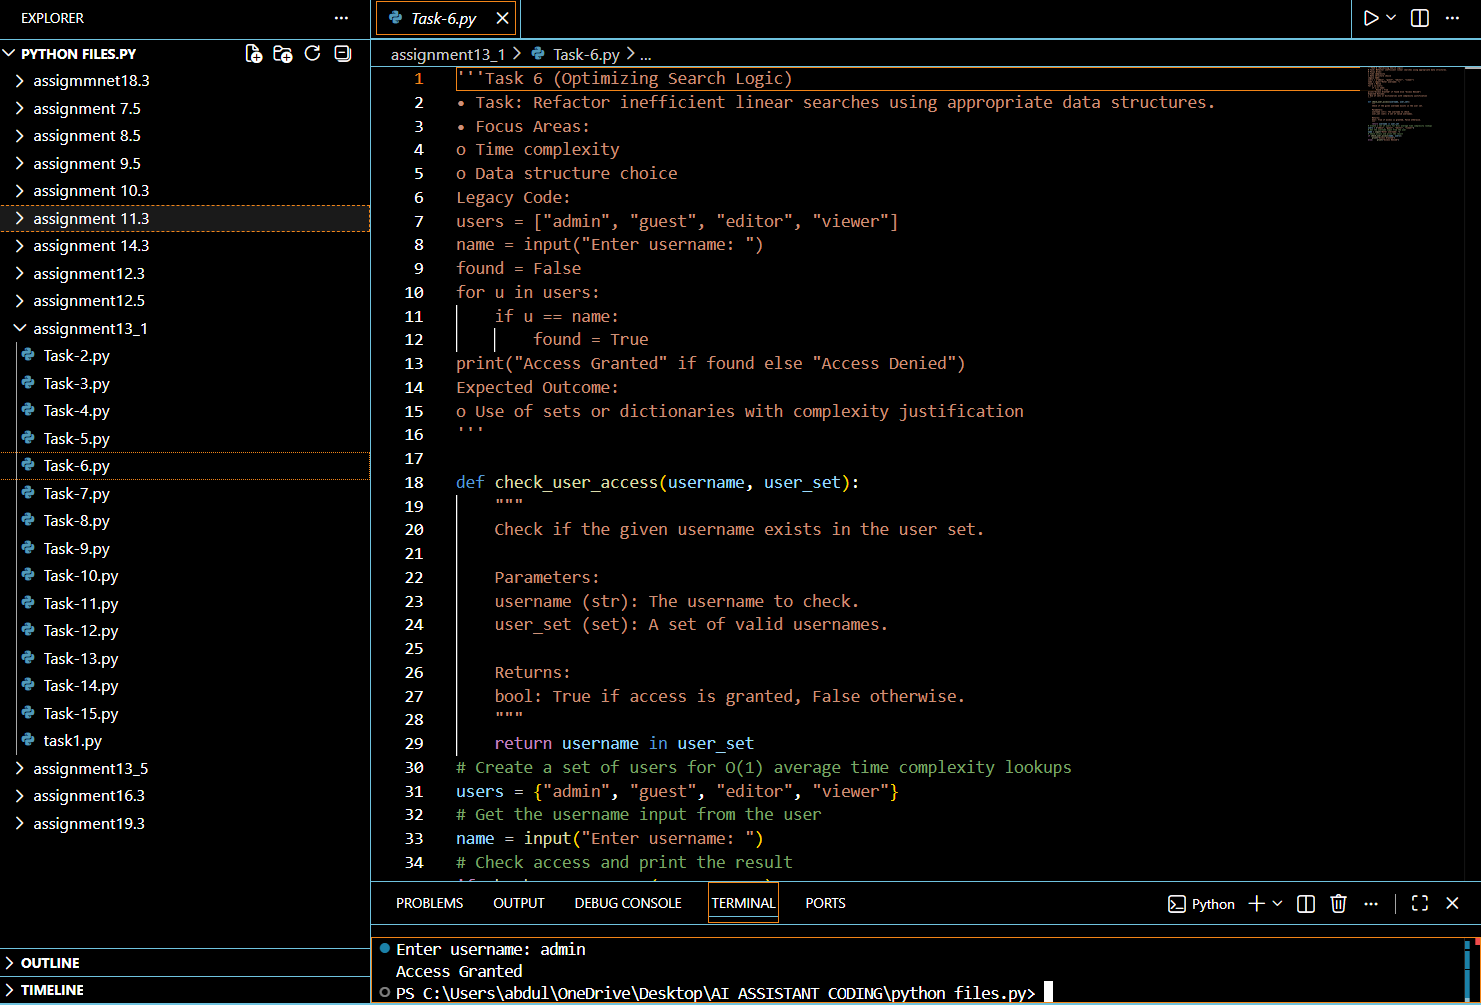 EXPLORER
PYTHON FILES.PY
assigmmnet18.3
assignment 7.5
assignment 8.5
assignment 9.5
assignment 10.3
assignment 11.3
assignment 14.3
assignment12.3
assignment12.5
assignment13_1
Task-2.py
Task-3.py
Task-4.py
Task-5.py
Task-6.py
Task-7.py
Task-8.py
Task-9.py
Task-10.py
Task-11.py
Task-12.py
Task-13.py
Task-14.py
Task-15.py
task1.py
assignment13_5
assignment16.3
assignment19.3
OUTLINE
TIMELINE
Task-6.py
assignment13_1 > Task-6.py > ...
1 '''Task 6 (Optimizing Search Logic)
2 • Task: Refactor inefficient linear searches using appropriate data structures.
3 • Focus Areas:
4 o Time complexity
5 o Data structure choice
6 Legacy Code:
7 users = ["admin", "guest", "editor", "viewer"]
8 name = input("Enter username: ")
9 found = False
10 for u in users:
11     if u == name:
12         found = True
13 print("Access Granted" if found else "Access Denied")
14 Expected Outcome:
15 o Use of sets or dictionaries with complexity justification
16 '''
17
18 def check_user_access(username, user_set):
19     """
20     Check if the given username exists in the user set.
21
22     Parameters:
23     username (str): The username to check.
24     user_set (set): A set of valid usernames.
25
26     Returns:
27     bool: True if access is granted, False otherwise.
28     """
29     return username in user_set
30 # Create a set of users for O(1) average time complexity lookups
31 users = {"admin", "guest", "editor", "viewer"}
32 # Get the username input from the user
33 name = input("Enter username: ")
34 # Check access and print the result
PROBLEMS OUTPUT DEBUG CONSOLE TERMINAL PORTS Python
Enter username: admin
Access Granted
PS C:\Users\abdul\OneDrive\Desktop\AI ASSISTANT CODING\python files.py>